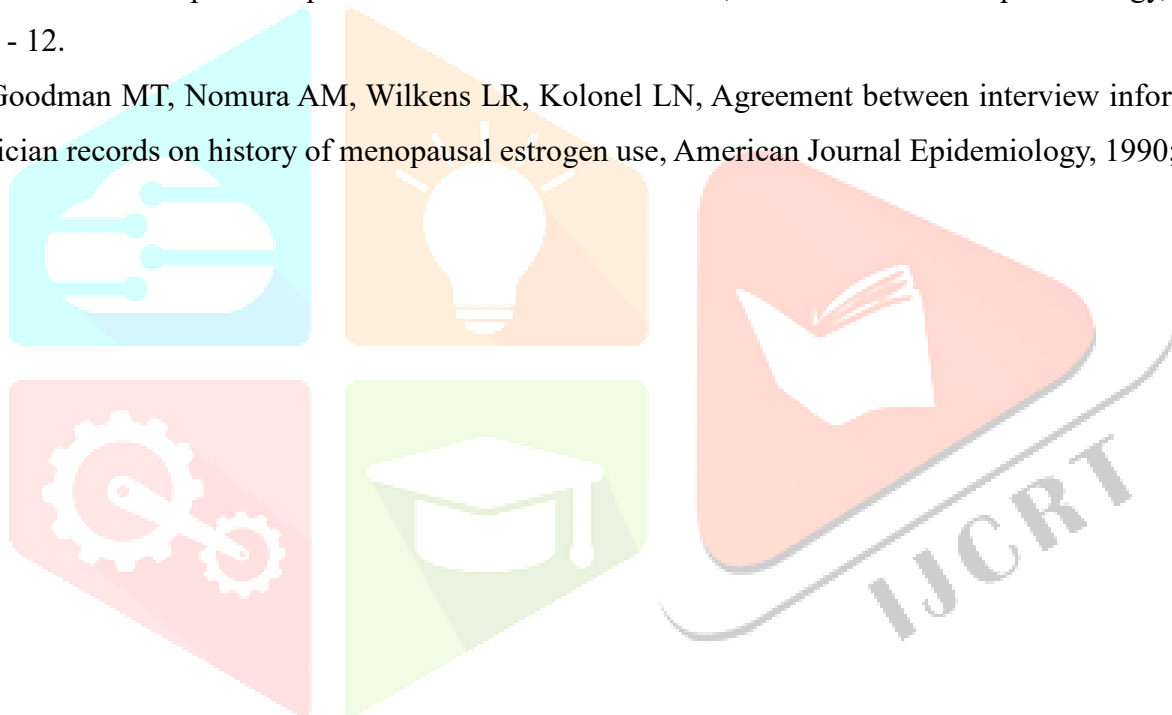 - 12.
Goodman MT, Nomura AM, Wilkens LR, Kolonel LN, Agreement between interview infor
ician records on history of menopausal estrogen use, American Journal Epidemiology, 1990;
IJCRT